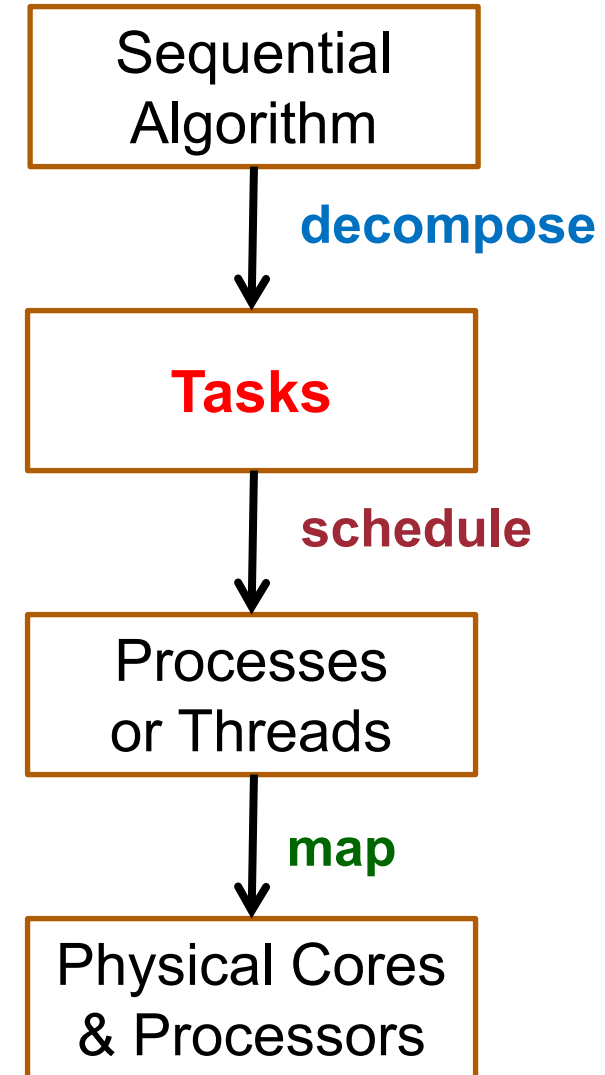 Sequential
Algorithm
decompose
Tasks
schedule
Processes
or Threads
map
Physical Cores
& Processors